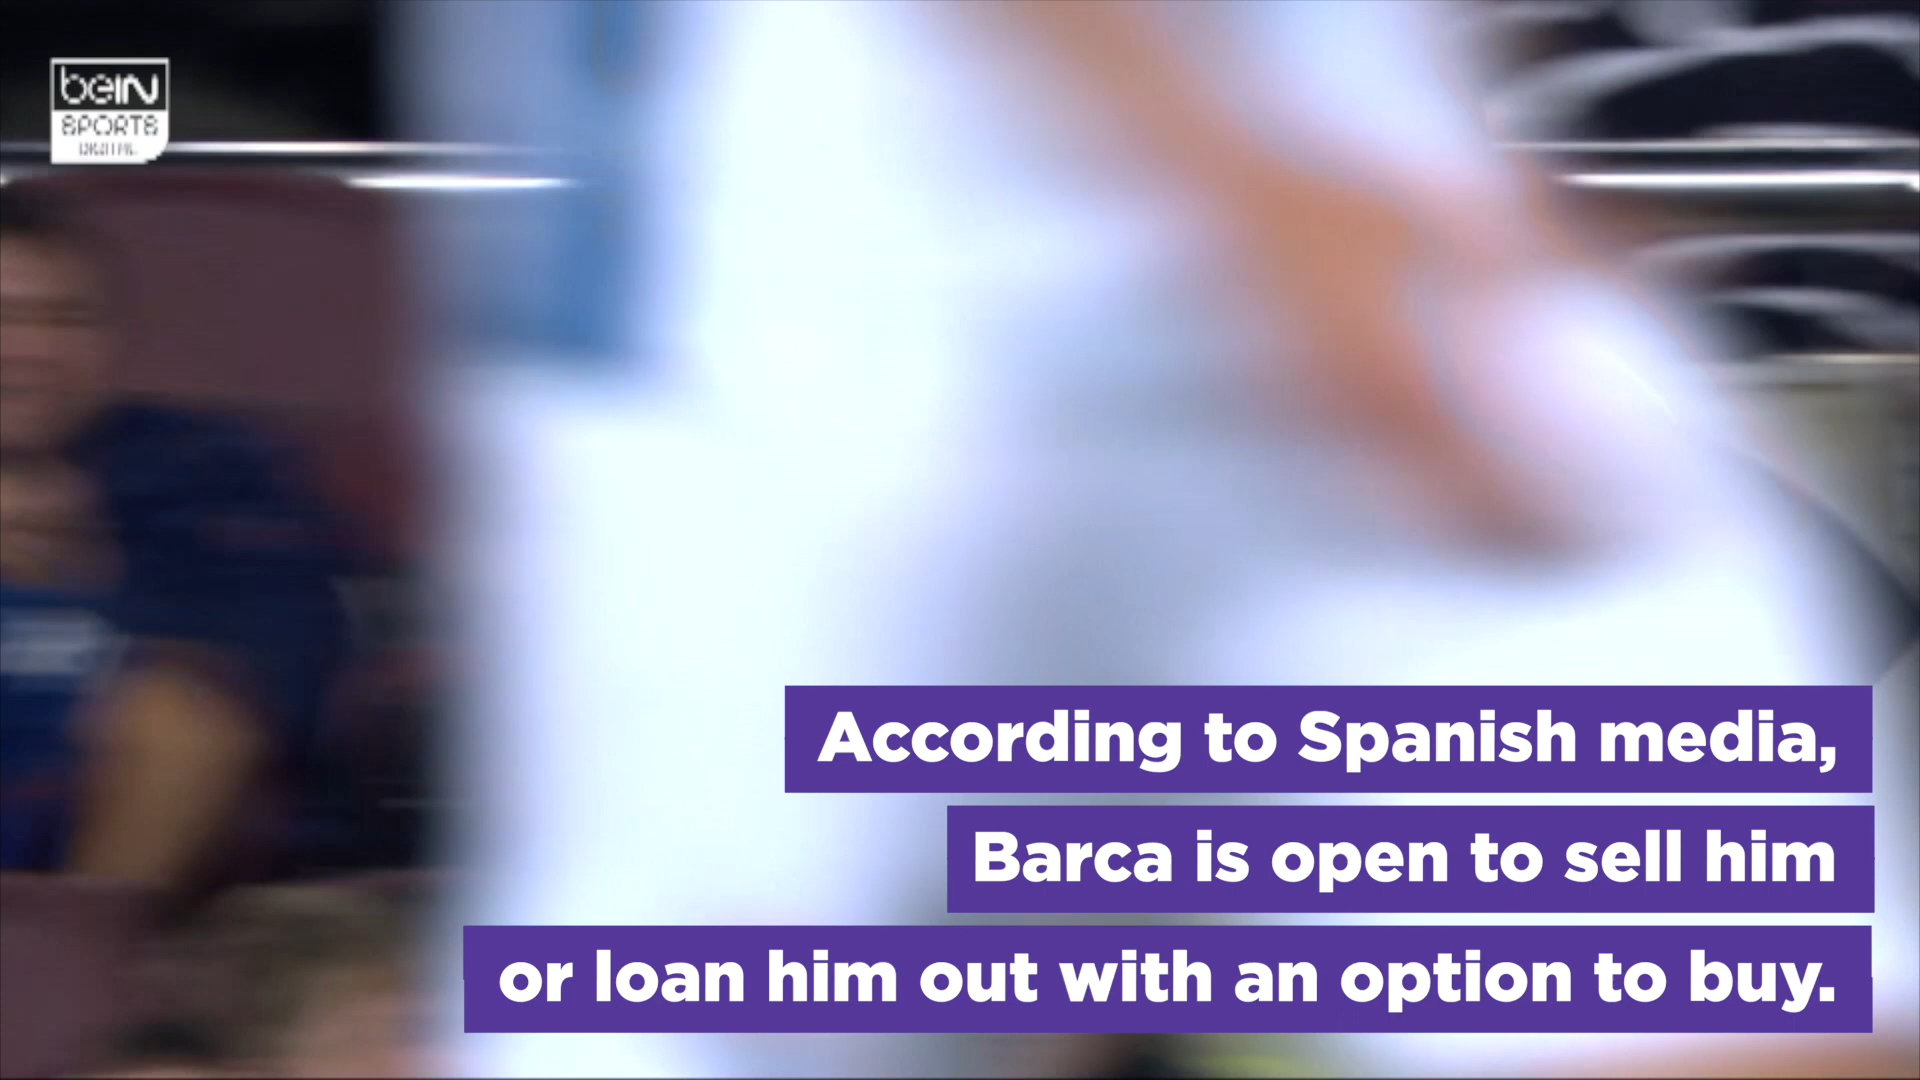 beIN
SPORTS
DIGITAL
According to Spanish media,
Barca is open to sell him
or loan him out with an option to buy.